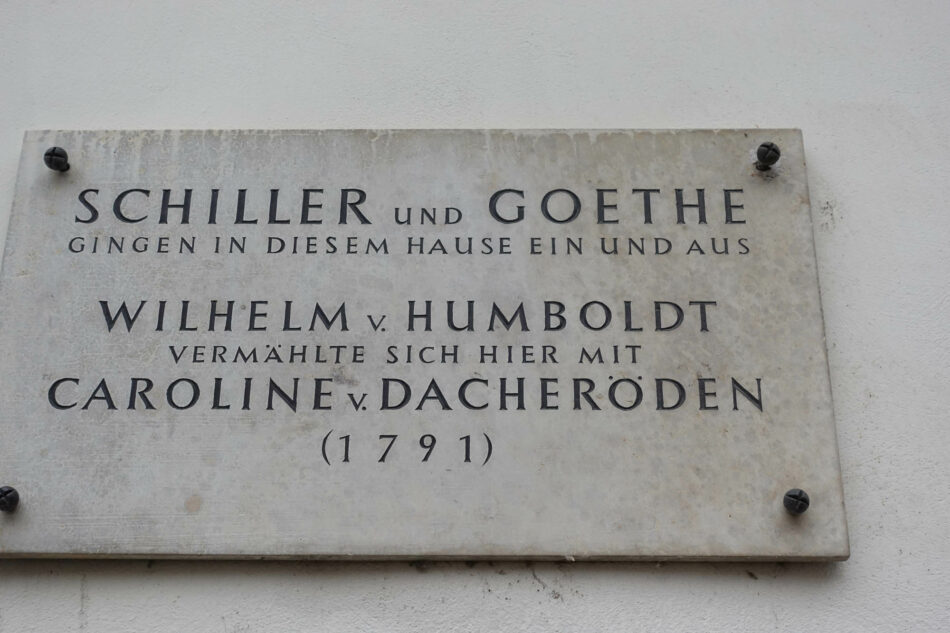 SCHILLER UND GOETHE
GINGEN IN DIESEM HAUSE EIN UND AUS
WILHELM V. HUMBOLDT
VERMÄHLTE SICH HIER MIT
CAROLINE V. DACHERÖDEN
(1791)